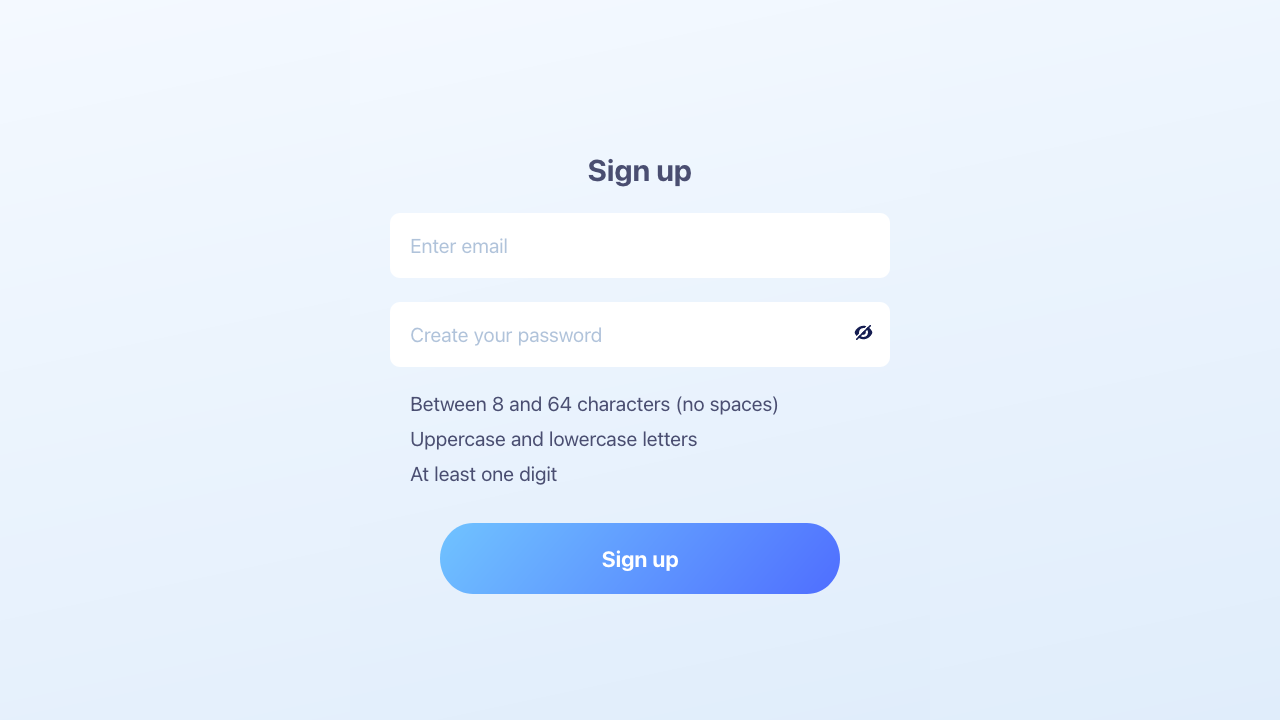 Sign up
Enter email
Create your password
Between 8 and 64 characters (no spaces)
Uppercase and lowercase letters
At least one digit
Sign up